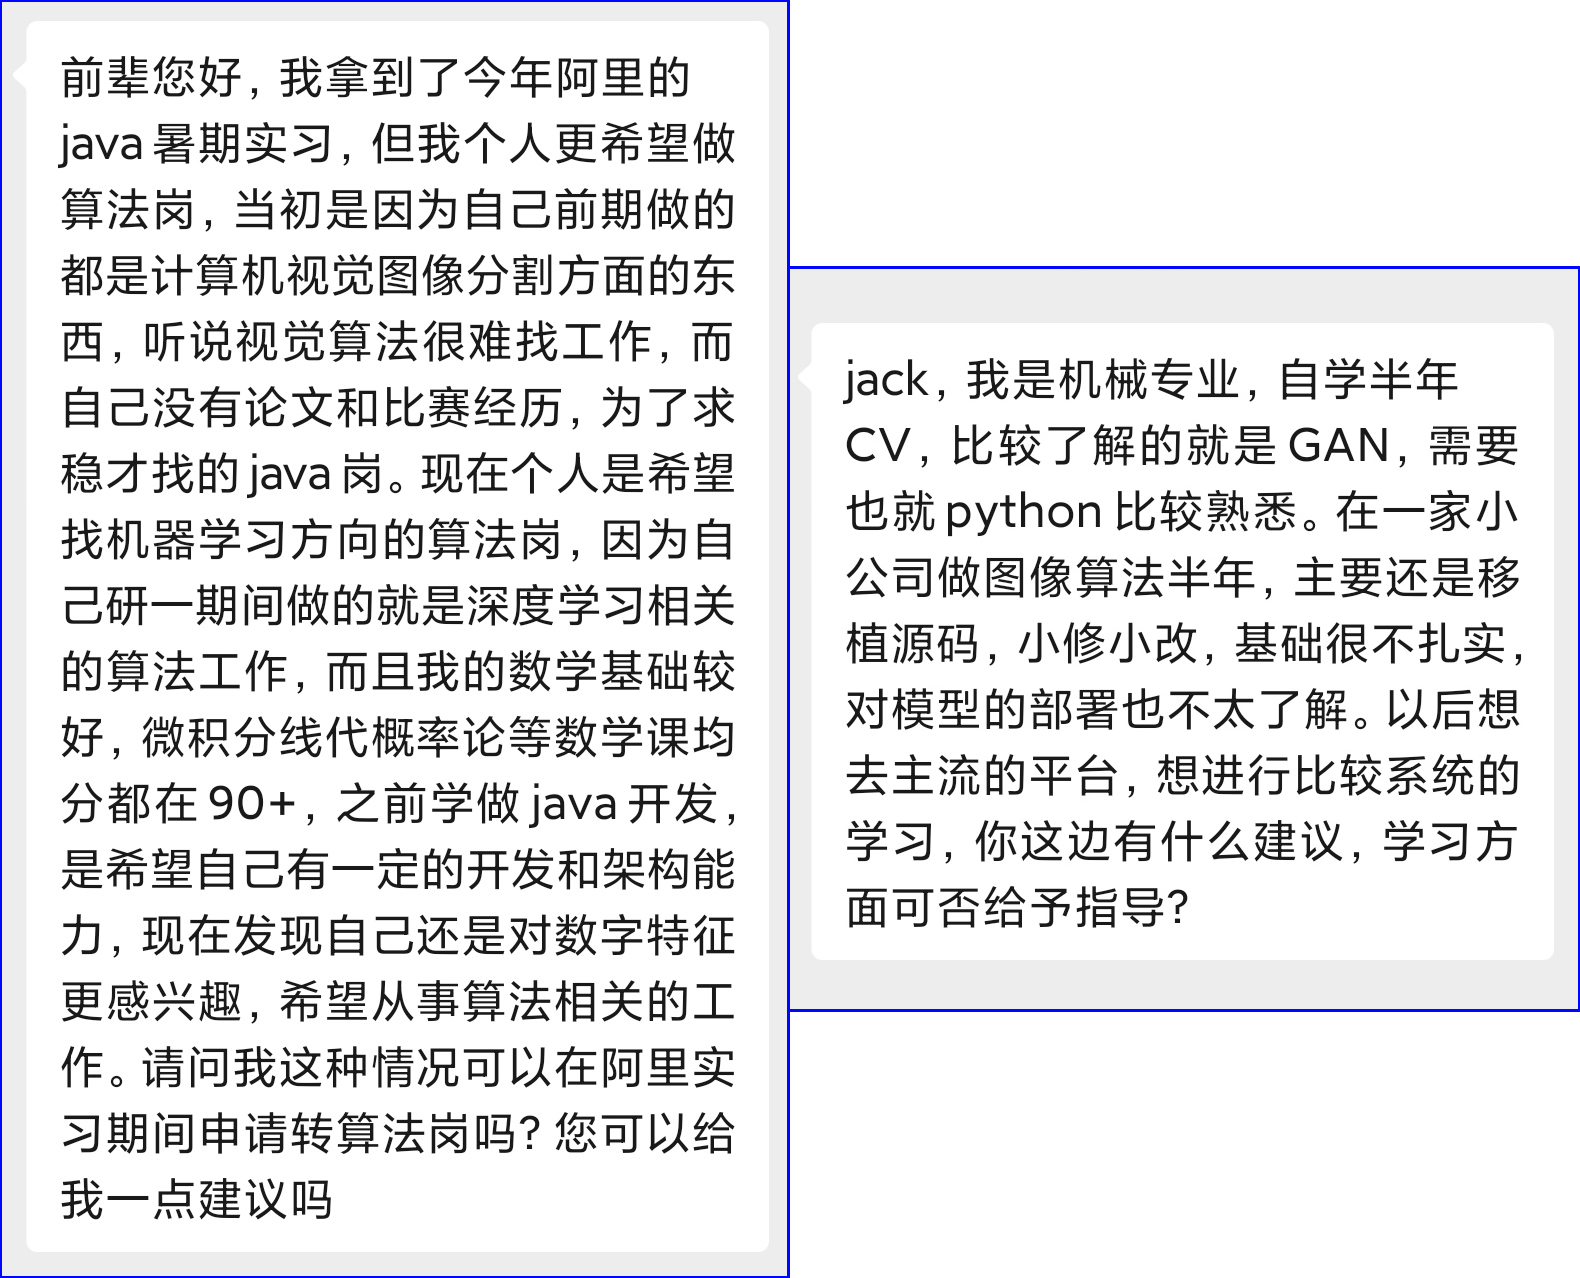 前辈您好，我拿到了今年阿里的
java暑期实习，但我个人更希望做
算法岗，当初是因为自己前期做的
都是计算机视觉图像分割方面的东
西，听说视觉算法很难找工作，而
自己没有论文和比赛经历，为了求
稳才找的java岗。现在个人是希望
找机器学习方向的算法岗，因为自
己研一期间做的就是深度学习相关
的算法工作，而且我的数学基础较
好，微积分线代概率论等数学课均
分都在90+，之前学做java开发，
是希望自己有一定的开发和架构能
力，现在发现自己还是对数字特征
更感兴趣，希望从事算法相关的工
作。请问我这种情况可以在阿里实
习期间申请转算法岗吗？您可以给
我一点建议吗
jack，我是机械专业，自学半年
CV，比较了解的就是GAN，需要
也就python比较熟悉。在一家小
公司做图像算法半年，主要还是移
植源码，小修小改，基础很不扎实，
对模型的部署也不太了解。以后想
去主流的平台，想进行比较系统的
学习，你这边有什么建议，学习方
面可否给予指导？